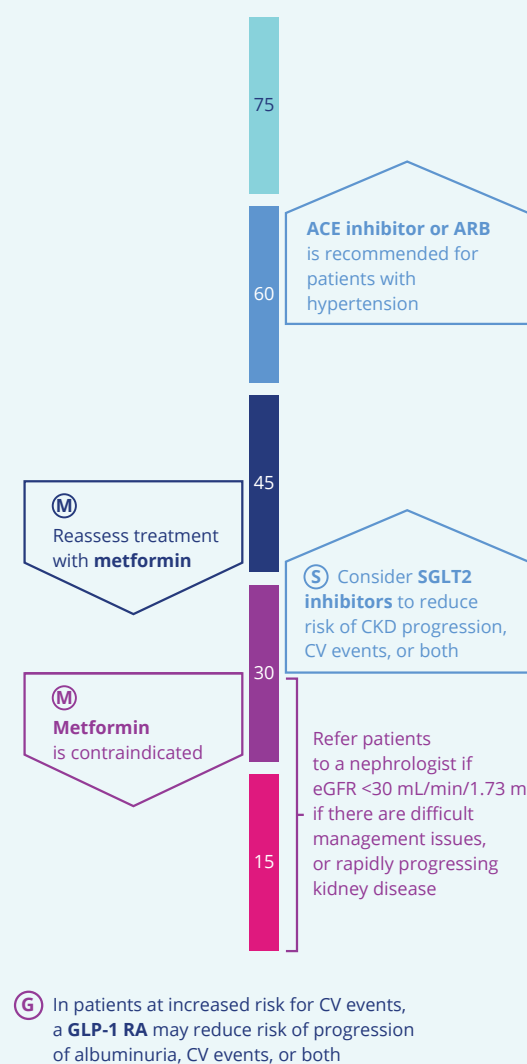 75
ACE inhibitor or ARB
is recommended for
patients with
hypertension
60
45
M
Reassess treatment
with metformin
S Consider SGLT2
inhibitors to reduce
risk of CKD progression,
CV events, or both
30
M
Metformin
is contraindicated
Refer patients
to a nephrologist if
eGFR <30 mL/min/1.73 m
if there are difficult
management issues,
or rapidly progressing
kidney disease
15
G In patients at increased risk for CV events,
a GLP-1 RA may reduce risk of progression
of albuminuria, CV events, or both